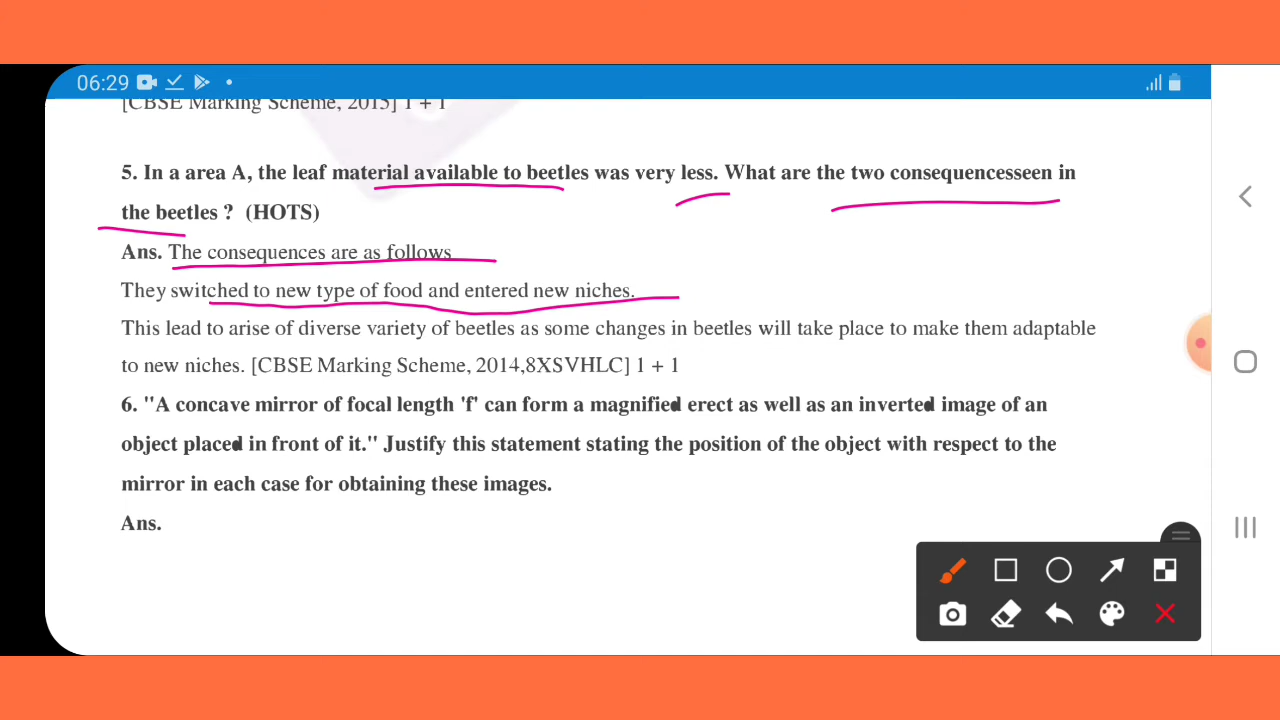 06:29
[CBSE Marking Scheme, 2015] 1 + 1
5. In a area A, the leaf material available to beetles was very less. What are the two consequencesseen in
the beetles ? (HOTS)
Ans. The consequences are as follows
They switched to new type of food and entered new niches.
This lead to arise of diverse variety of beetles as some changes in beetles will take place to make them adaptable
to new niches. [CBSE Marking Scheme, 2014,8XSVHLC] 1 + 1
6. "A concave mirror of focal length 'f' can form a magnified erect as well as an inverted image of an
object placed in front of it." Justify this statement stating the position of the object with respect to the
mirror in each case for obtaining these images.
Ans.